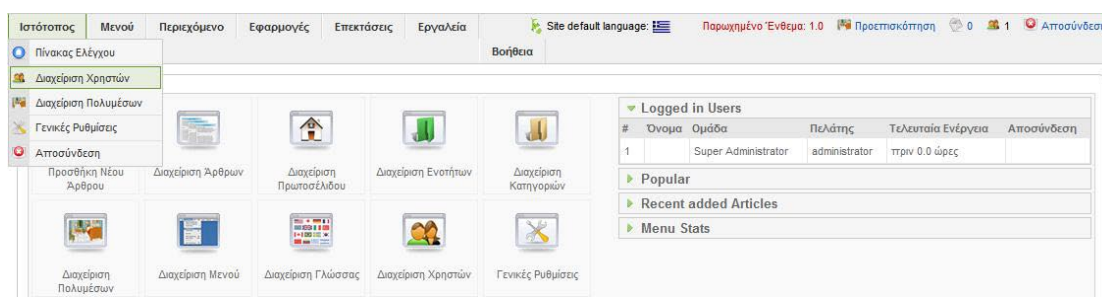 Ιστότοπος Μενού Περιεχόμενο Εφαρμογές Επεκτάσεις Εργαλεία Βοήθεια
Site default language: Παρωχημένο Ένθεμα: 1.0 Προεπισκόπηση 0 1 Αποσύνδεση
Πίνακας Ελέγχου
Διαχείριση Χρηστών
Διαχείριση Πολυμέσων
Γενικές Ρυθμίσεις
Αποσύνδεση
Προσθήκη Νέου
Άρθρου
Διαχείριση Άρθρων
Διαχείριση
Πρωτοσέλιδου
Διαχείριση Ενοτήτων
Διαχείριση
Κατηγοριών
Διαχείριση
Πολυμέσων
Διαχείριση Μενού
Διαχείριση Γλώσσας
Διαχείριση Χρηστών
Γενικές Ρυθμίσεις
Logged in Users
# Όνομα Ομάδα Πελάτης Τελευταία Ενέργεια Αποσύνδεση
1 Super Administrator administrator πριν 0.0 ώρες
Popular
Recent added Articles
Menu Stats